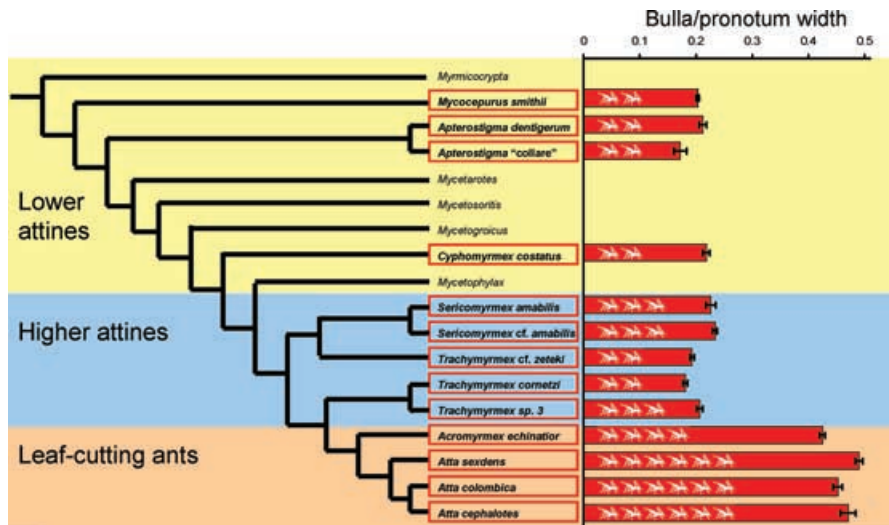 Bulla/pronotum width
0 0.1 0.2 0.3 0.4 0.5
Lower
attines
Higher attines
Leaf-cutting ants
Myrmicocrypta
Mycocepurus smithii
Apterostigma dentigerum
Apterostigma "collare"
Mycetarotes
Mycetosoritis
Mycetogroicus
Cyphomyrmex costatus
Mycetophylax
Sericomyrmex amabilis
Sericomyrmex cf. amabilis
Trachymyrmex cf. zeteki
Trachymyrmex cornetzi
Trachymyrmex sp. 3
Acromyrmex echinatior
Atta sexdens
Atta colombica
Atta cephalotes